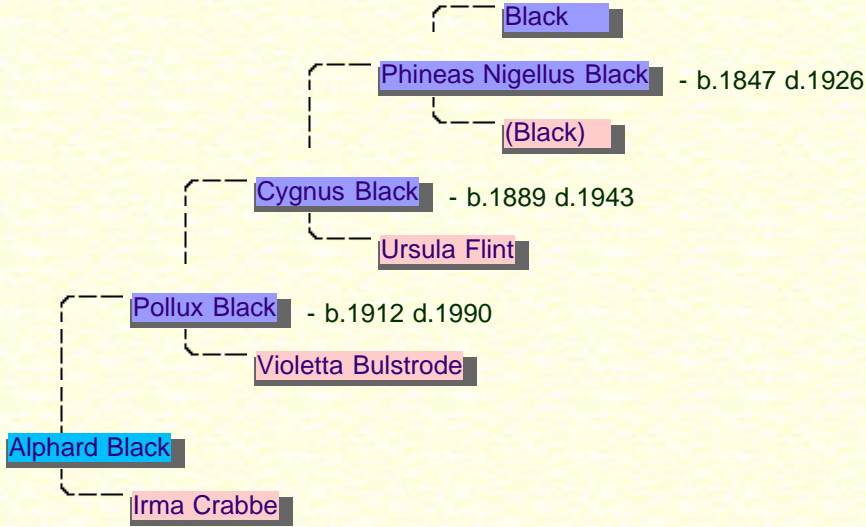 Black
Phineas Nigellus Black - b.1847 d.1926
(Black)
Cygnus Black - b.1889 d.1943
Ursula Flint
Pollux Black - b.1912 d.1990
Violetta Bulstrode
Alphard Black
Irma Crabbe